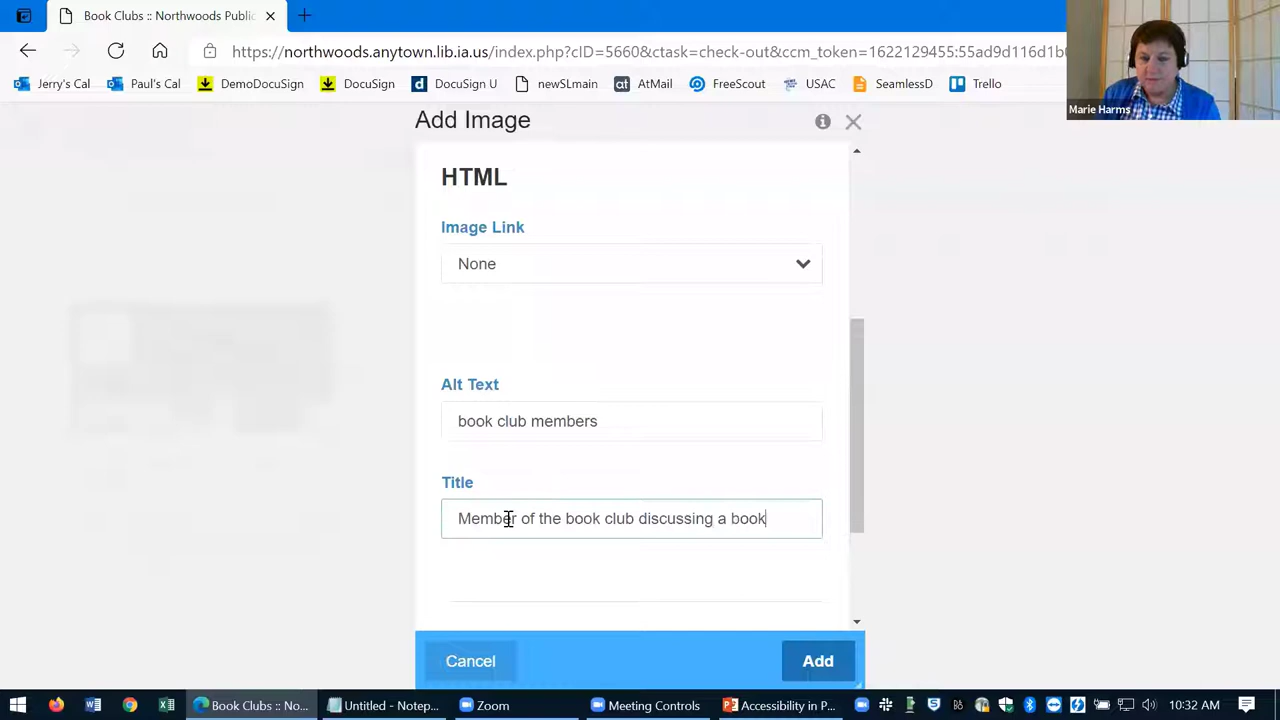 Book Clubs :: Northwoods Public
https://northwoods.anytown.lib.ia.us/index.php?cID=5660&ctask=check-out&ccm_token=1622129455:55ad9d116d1b
Jerry's Cal
Paul's Cal
DemoDocuSign
DocuSign
DocuSign U
newSLmain
AtMail
FreeScout
USAC
SeamlessD
Trello
Marie Harms
Add Image
HTML
Image Link
None
Alt Text
book club members
Title
Member of the book club discussing a book
Cancel
Add
Book Clubs :: No...
Untitled - Notep...
Zoom
Meeting Controls
Accessibility in P...
10:32 AM